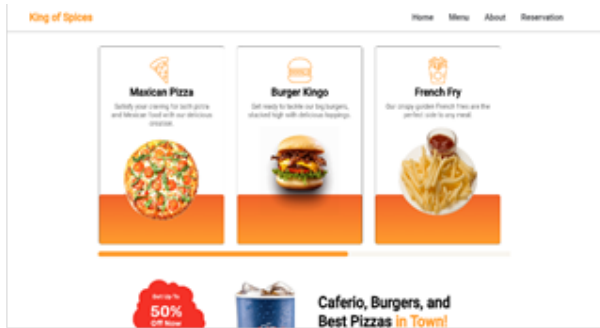 King of Spices
Home Menu About Reservation
Maxican Pizza
Satisfy your craving for both pizza
and Mexican food with our delicious
creation.
Burger Kingo
Get ready to tackle our big burgers,
stacked high with delicious toppings.
French Fry
Our crispy golden French fries are the
perfect side to any meal.
Get Up To
50%
Off Now
Caferio, Burgers, and
Best Pizzas in Town!